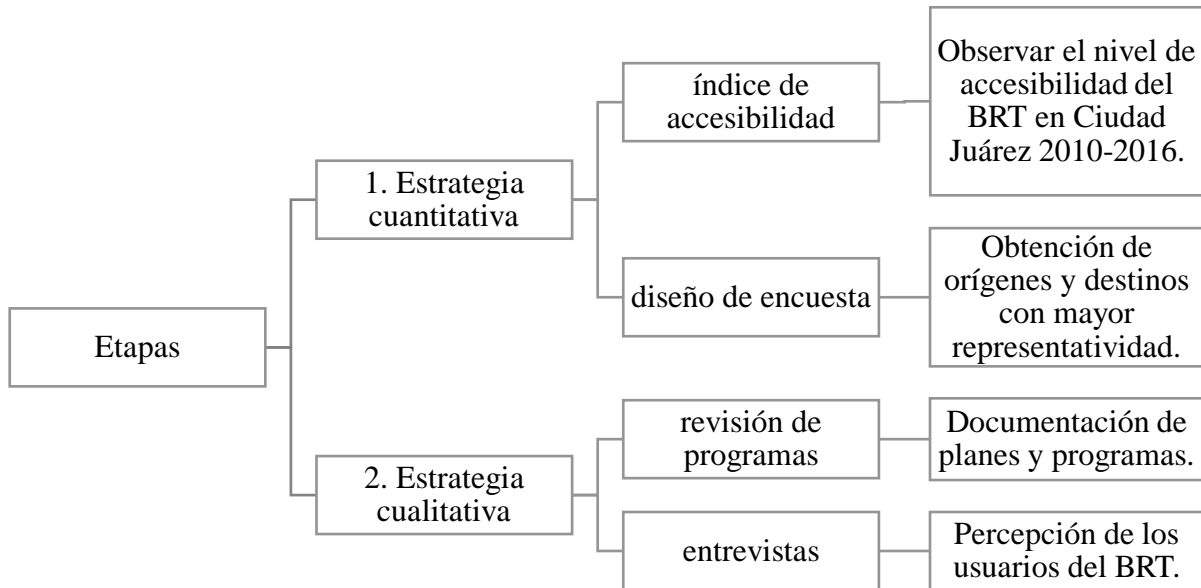 Etapas
1. Estrategia
cuantitativa
índice de
accesibilidad
Observar el nivel de
accesibilidad del
BRT en Ciudad
Juárez 2010-2016.
diseño de encuesta
Obtención de
orígenes y destinos
con mayor
representatividad.
2. Estrategia
cualitativa
revisión de
programas
Documentación de
planes y programas.
entrevistas
Percepción de los
usuarios del BRT.